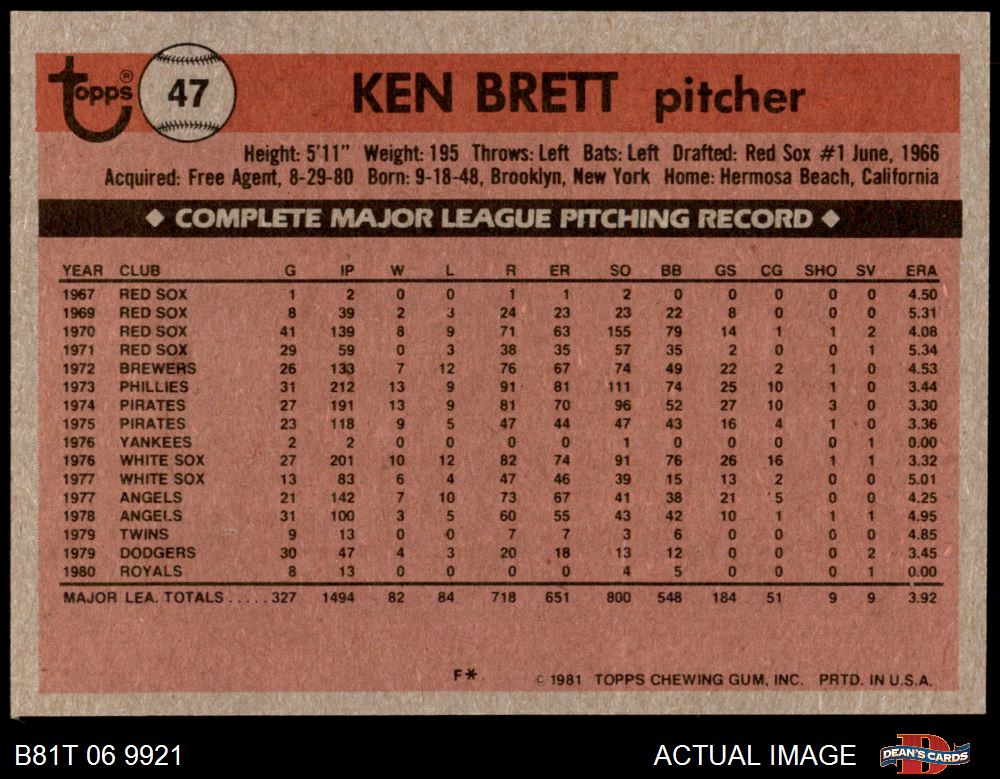 Topps® 47 KEN BRETT pitcher
Height: 5'11" Weight: 195 Throws: Left Bats: Left Drafted: Red Sox #1 June, 1966
Acquired: Free Agent, 8-29-80 Born: 9-18-48, Brooklyn, New York Home: Hermosa Beach, California
◆ COMPLETE MAJOR LEAGUE PITCHING RECORD ◆
YEAR CLUB G IP W L R ER SO BB GS CG SHO SV ERA
1967 RED SOX 1 2 0 0 1 1 2 0 0 0 0 0 4.50
1969 RED SOX 8 39 2 3 24 23 23 22 8 0 0 0 5.31
1970 RED SOX 41 139 8 9 71 63 155 79 14 1 1 2 4.08
1971 RED SOX 29 59 0 3 38 35 57 35 2 0 0 1 5.34
1972 BREWERS 26 133 7 12 76 67 74 49 22 2 1 0 4.53
1973 PHILLIES 31 212 13 9 91 81 111 74 25 10 1 0 3.44
1974 PIRATES 27 191 13 9 81 70 96 52 27 10 3 0 3.30
1975 PIRATES 23 118 9 5 47 44 47 43 16 4 1 0 3.36
1976 YANKEES 2 2 0 0 0 0 1 0 0 0 0 1 0.00
1976 WHITE SOX 27 201 10 12 82 74 91 76 26 16 1 1 3.32
1977 WHITE SOX 13 83 6 4 47 46 39 15 13 2 0 0 5.01
1977 ANGELS 21 142 7 10 73 67 41 38 21 5 0 0 4.25
1978 ANGELS 31 100 3 5 60 55 43 42 10 1 1 1 4.95
1979 TWINS 9 13 0 0 7 7 3 6 0 0 0 0 4.85
1979 DODGERS 30 47 4 3 20 18 13 12 0 0 0 2 3.45
1980 ROYALS 8 13 0 0 0 0 4 5 0 0 0 1 0.00
MAJOR LEA. TOTALS ..... 327 1494 82 84 718 651 800 548 184 51 9 9 3.92
F* © 1981 TOPPS CHEWING GUM, INC. PRTD. IN U.S.A.
B81T 06 9921 ACTUAL IMAGE DEAN'S CARDS